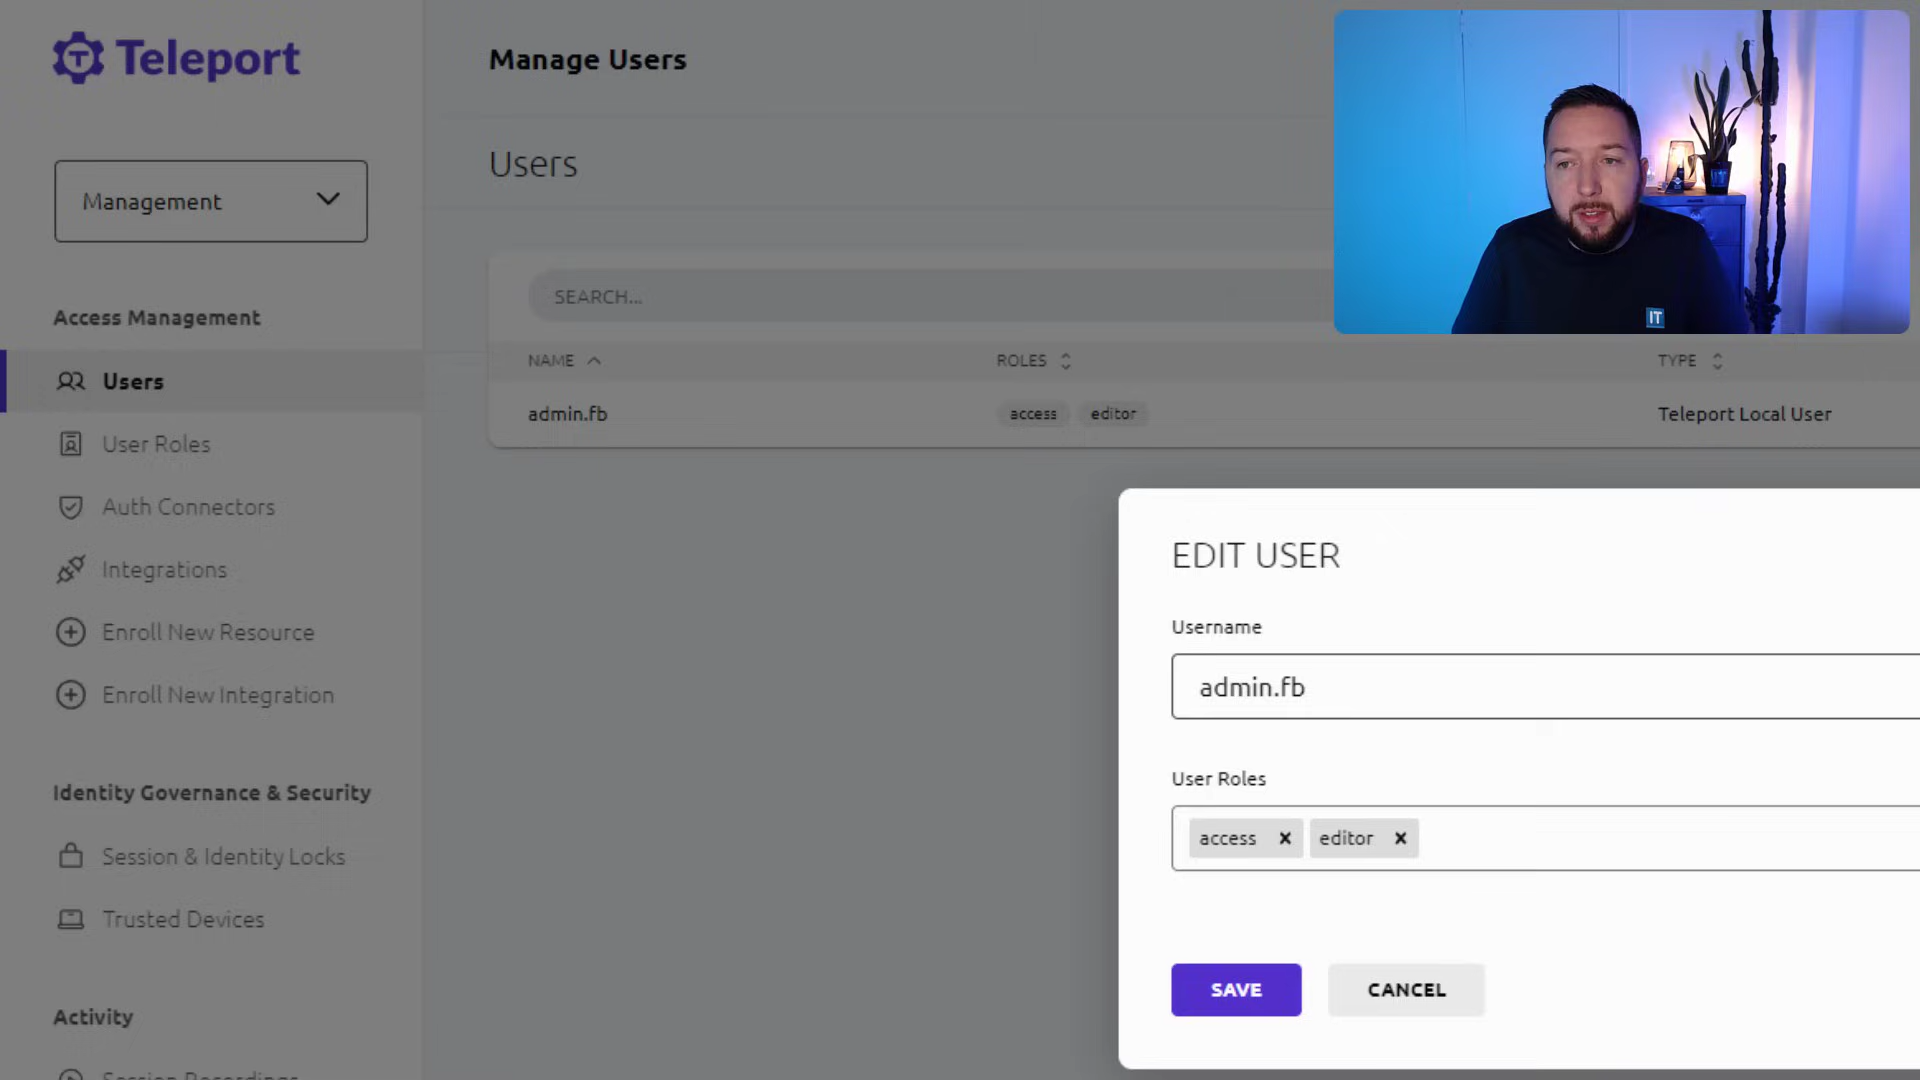 Teleport
Management
Access Management
Users
User Roles
Auth Connectors
Integrations
Enroll New Resource
Enroll New Integration
Identity Governance & Security
Session & Identity Locks
Trusted Devices
Activity
Session Recordings
Manage Users
Users
SEARCH...
NAME ROLES TYPE
admin.fb access editor Teleport Local User
IT
EDIT USER
Username
admin.fb
User Roles
access × editor ×
SAVE CANCEL